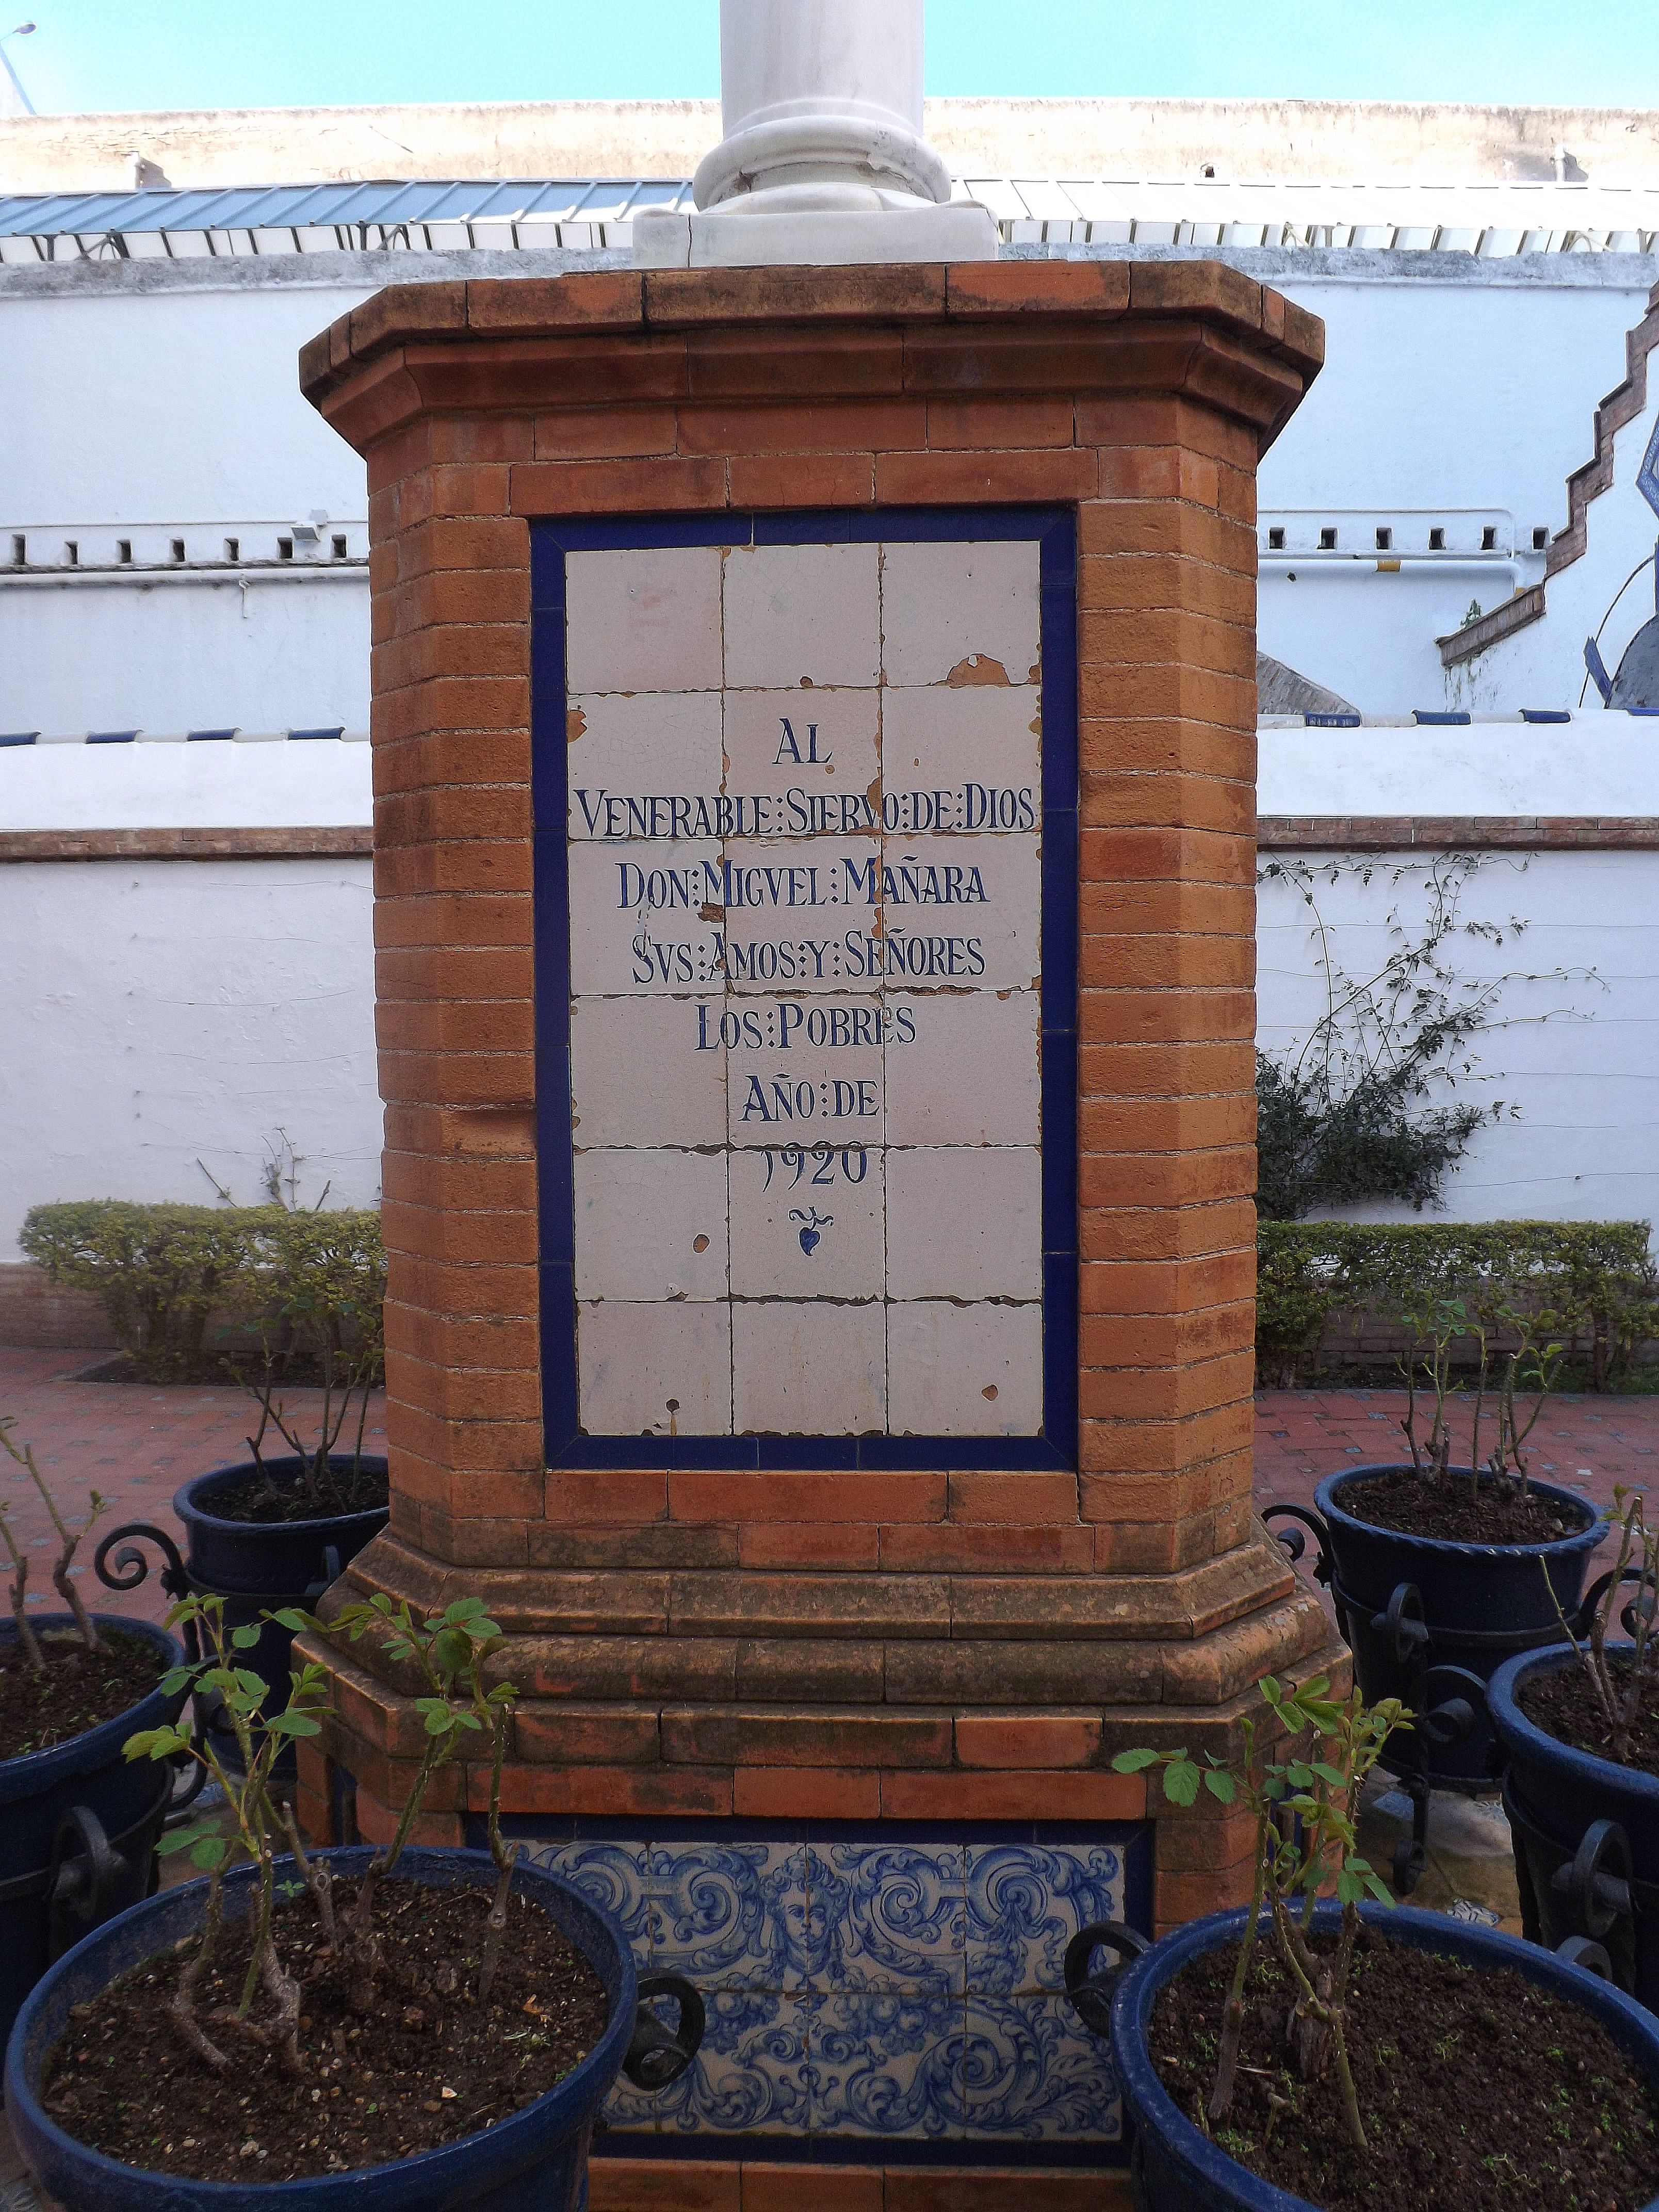 AL
VENERABLE⋮SIERVO⋮DE⋮DIOS
DON⋮MIGVEL⋮MAÑARA
SVS⋮AMOS⋮Y⋮SEÑORES
LOS⋮POBRES
AÑO⋮DE
1920